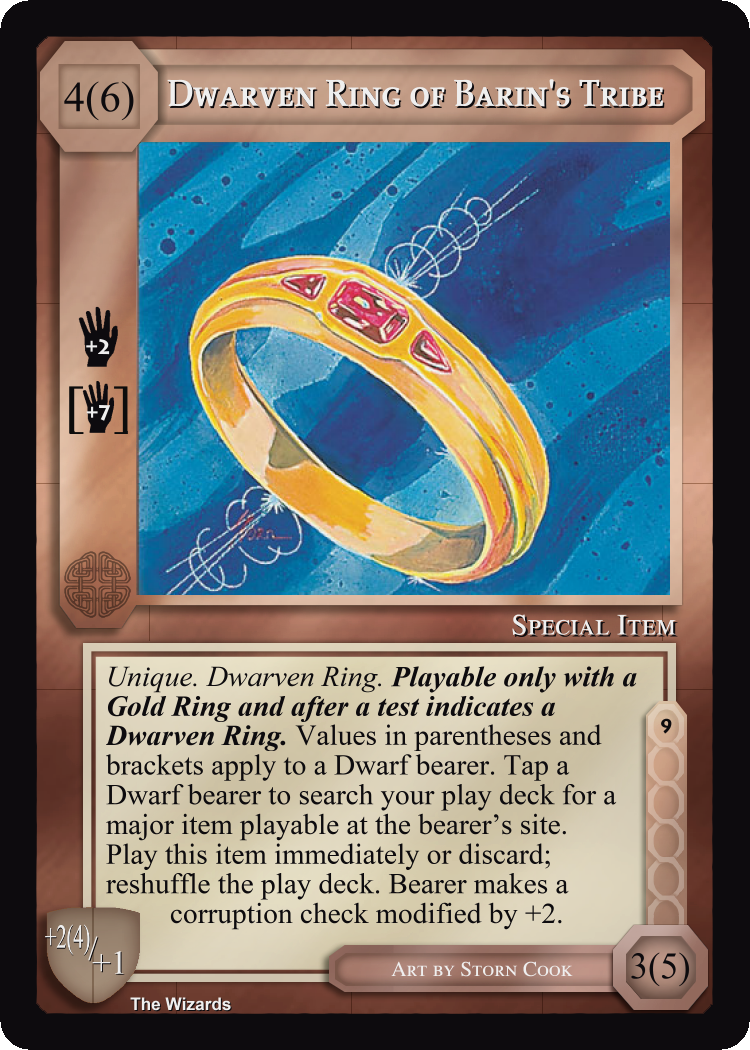 4(6)
Dwarven Ring of Barin's Tribe
+2
[+7]
Special Item
Unique. Dwarven Ring. Playable only with a
Gold Ring and after a test indicates a
Dwarven Ring. Values in parentheses and
brackets apply to a Dwarf bearer. Tap a
Dwarf bearer to search your play deck for a
major item playable at the bearer's site.
Play this item immediately or discard;
reshuffle the play deck. Bearer makes a
corruption check modified by +2.
9
+2(4)/+1
Art by Storn Cook
3(5)
The Wizards